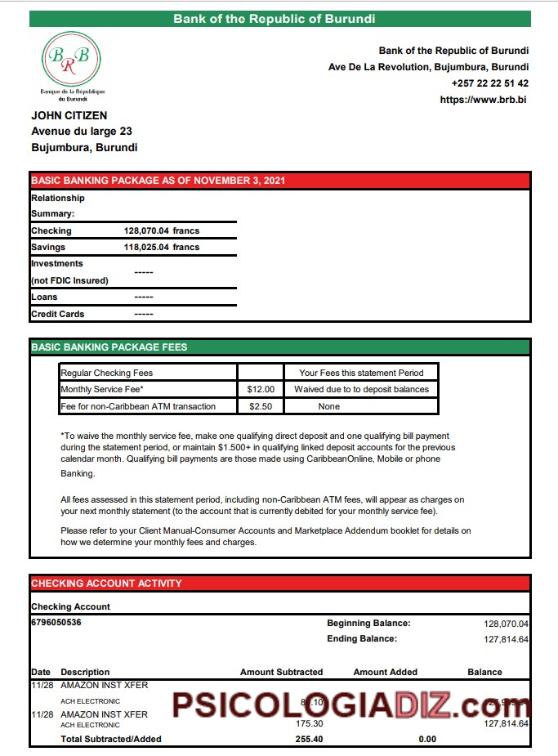 Bank of the Republic of Burundi
BRB
Banque de la République
du Burundi
Bank of the Republic of Burundi
Ave De La Revolution, Bujumbura, Burundi
+257 22 22 51 42
https://www.brb.bi
JOHN CITIZEN
Avenue du large 23
Bujumbura, Burundi
BASIC BANKING PACKAGE AS OF NOVEMBER 3, 2021
Relationship
Summary:
Checking 128,070.04 francs
Savings 118,025.04 francs
Investments
(not FDIC Insured) -----
Loans -----
Credit Cards -----
BASIC BANKING PACKAGE FEES
Regular Checking Fees Your Fees this statement Period
Monthly Service Fee* $12.00 Waived due to to deposit balances
Fee for non-Caribbean ATM transaction $2.50 None
*To waive the monthly service fee, make one qualifying direct deposit and one qualifying bill payment
during the statement period, or maintain $1.500+ in qualifying linked deposit accounts for the previous
calendar month. Qualifying bill payments are those made using CaribbeanOnline, Mobile or phone
Banking.
All fees assessed in this statement period, including non-Caribbean ATM fees, will appear as charges on
your next monthly statement (to the account that is currently debited for your monthly service fee).
Please refer to your Client Manual-Consumer Accounts and Marketplace Addendum booklet for details on
how we determine your monthly fees and charges.
CHECKING ACCOUNT ACTIVITY
Checking Account
6796050536
Beginning Balance: 128,070.04
Ending Balance: 127,814.64
Date Description Amount Subtracted Amount Added Balance
11/28 AMAZON INST XFER
ACH ELECTRONIC
PSICOLOGIADIZ.com
11/28 AMAZON INST XFER
ACH ELECTRONIC 175.30 127,814.64
Total Subtracted/Added 255.40 0.00